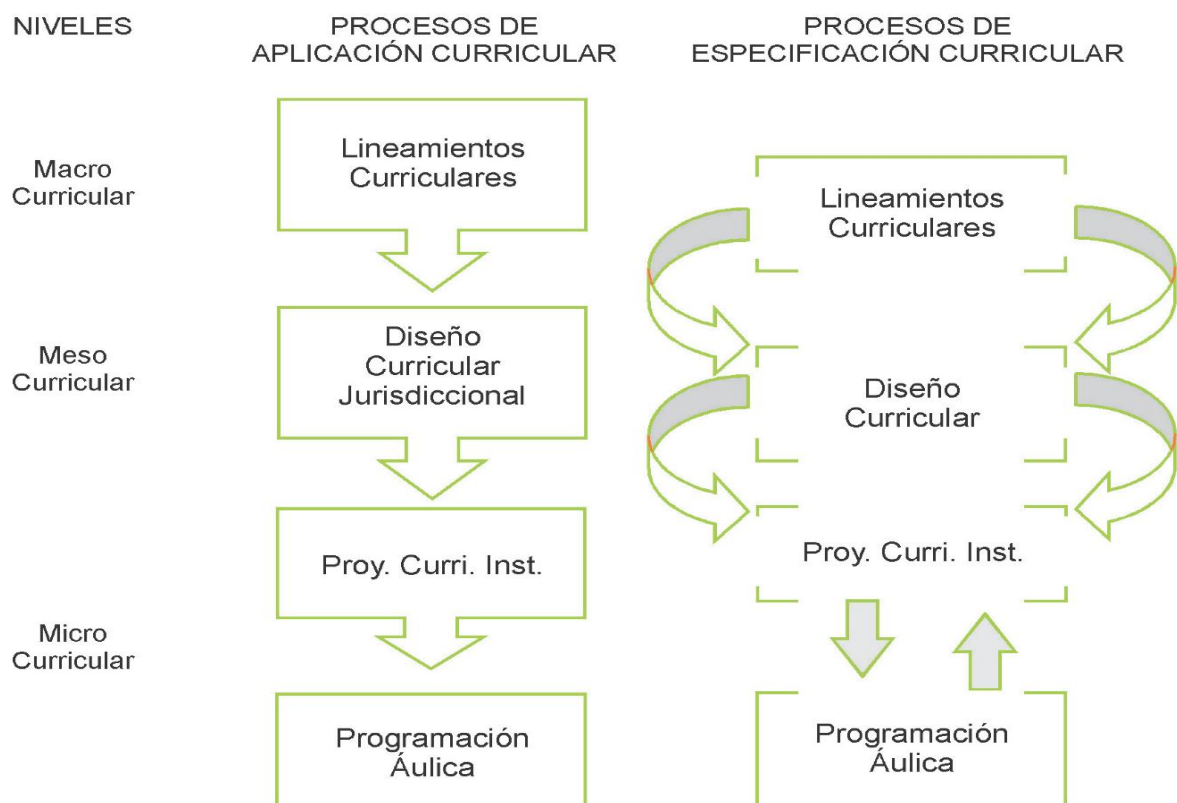 NIVELES
PROCESOS DE
APLICACIÓN CURRICULAR
PROCESOS DE
ESPECIFICACIÓN CURRICULAR
Macro
Curricular
Lineamientos
Curriculares
Lineamientos
Curriculares
Meso
Curricular
Diseño
Curricular
Jurisdiccional
Diseño
Curricular
Micro
Curricular
Proy. Curri. Inst.
Proy. Curri. Inst.
Programación
Áulica
Programación
Áulica